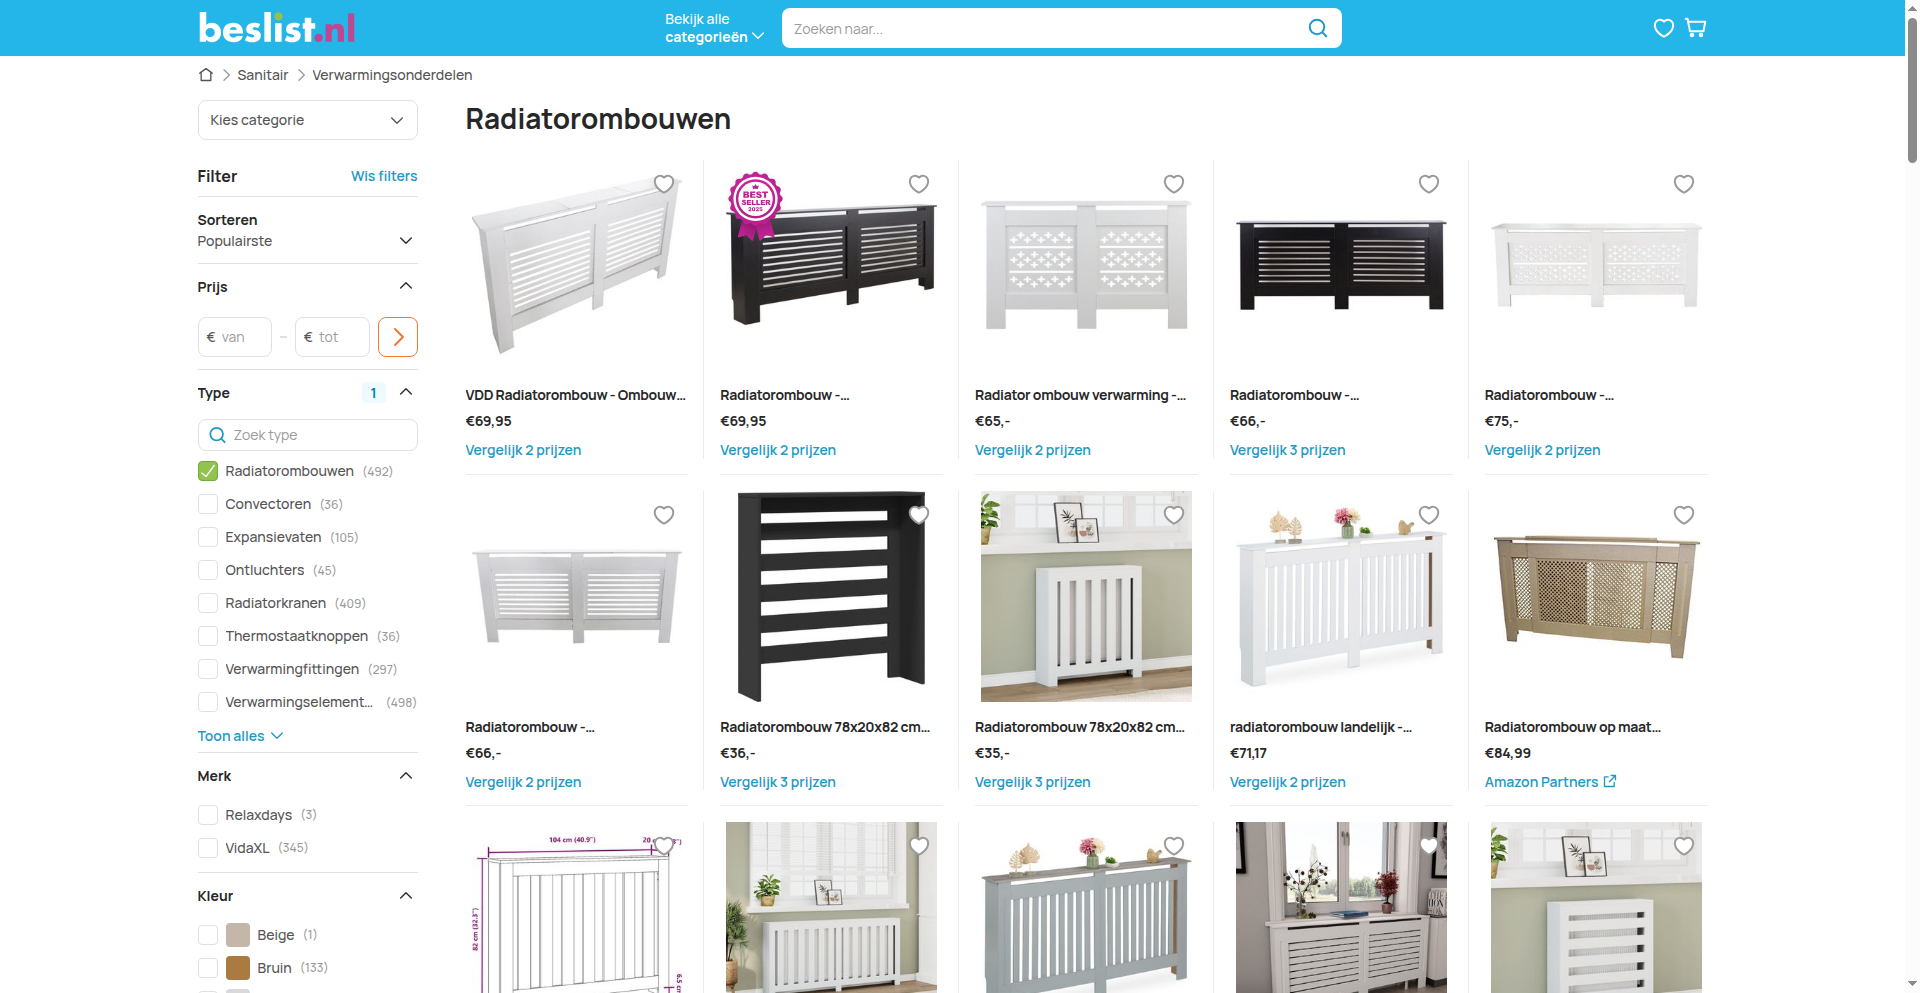 beslist.nl
Bekijk alle
categorieën
Zoeken naar...
Sanitair
Verwarmingsonderdelen
Kies categorie
Radiatorombouwen
Filter
Wis filters
Sorteren
Populairste
Prijs
€ van
–
€ tot
Type
1
Zoek type
Radiatorombouwen (492)
Convectoren (36)
Expansievaten (105)
Ontluchters (45)
Radiatorkranen (409)
Thermostaatknoppen (36)
Verwarmingfittingen (297)
Verwarmingselement... (498)
Toon alles
Merk
Relaxdays (3)
VidaXL (345)
Kleur
Beige (1)
Bruin (133)
VDD Radiatorombouw - Ombouw...
€69,95
Vergelijk 2 prijzen
BEST
SELLER
2025
Radiatorombouw -...
€69,95
Vergelijk 2 prijzen
Radiator ombouw verwarming -...
€65,-
Vergelijk 2 prijzen
Radiatorombouw -...
€66,-
Vergelijk 3 prijzen
Radiatorombouw -...
€75,-
Vergelijk 2 prijzen
Radiatorombouw -...
€66,-
Vergelijk 2 prijzen
Radiatorombouw 78x20x82 cm...
€36,-
Vergelijk 3 prijzen
Radiatorombouw 78x20x82 cm...
€35,-
Vergelijk 3 prijzen
radiatorombouw landelijk -...
€71,17
Vergelijk 2 prijzen
Radiatorombouw op maat...
€84,99
Amazon Partners
104 cm (40.9")
82 cm (32.3")